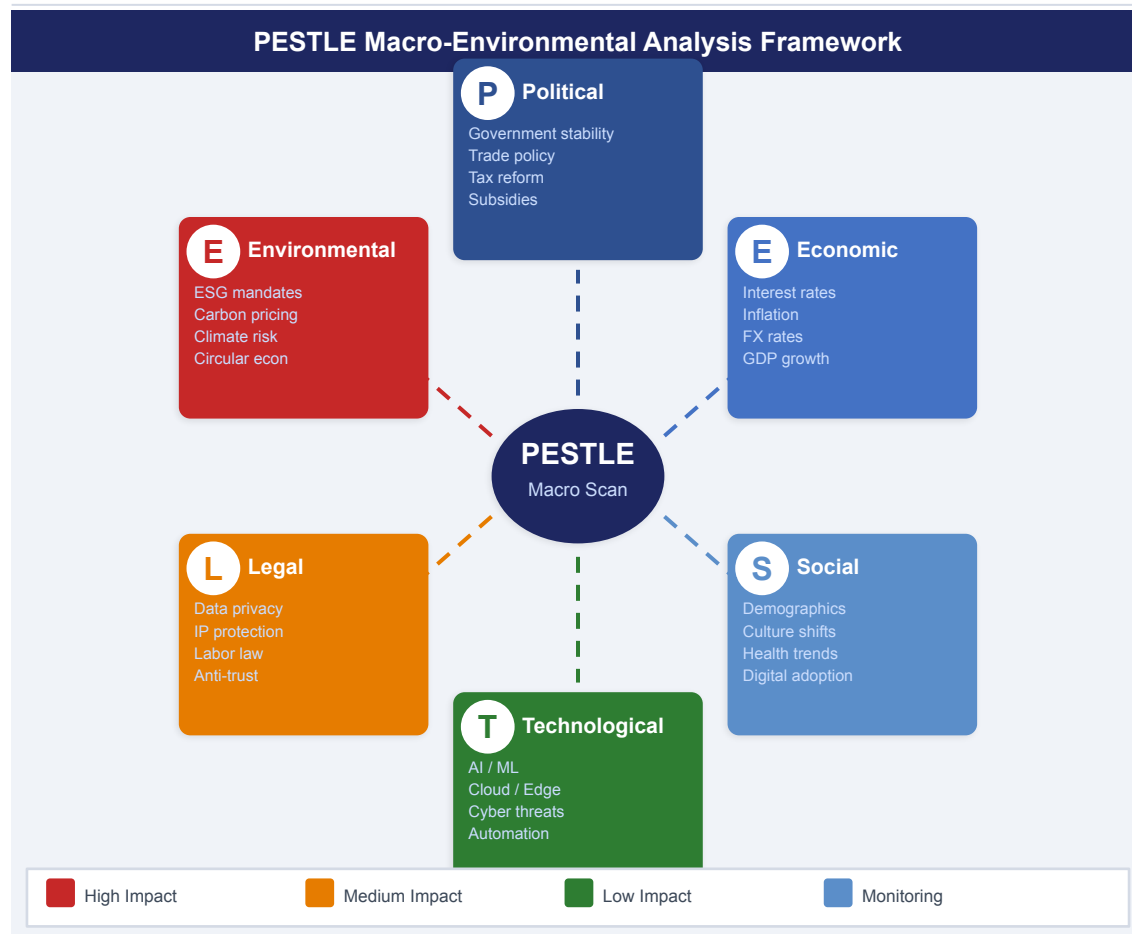 PESTLE Macro-Environmental Analysis Framework
P Political
Government stability
Trade policy
Tax reform
Subsidies
E Environmental
ESG mandates
Carbon pricing
Climate risk
Circular econ
E Economic
Interest rates
Inflation
FX rates
GDP growth
PESTLE
Macro Scan
L Legal
Data privacy
IP protection
Labor law
Anti-trust
S Social
Demographics
Culture shifts
Health trends
Digital adoption
T Technological
AI / ML
Cloud / Edge
Cyber threats
Automation
High Impact
Medium Impact
Low Impact
Monitoring